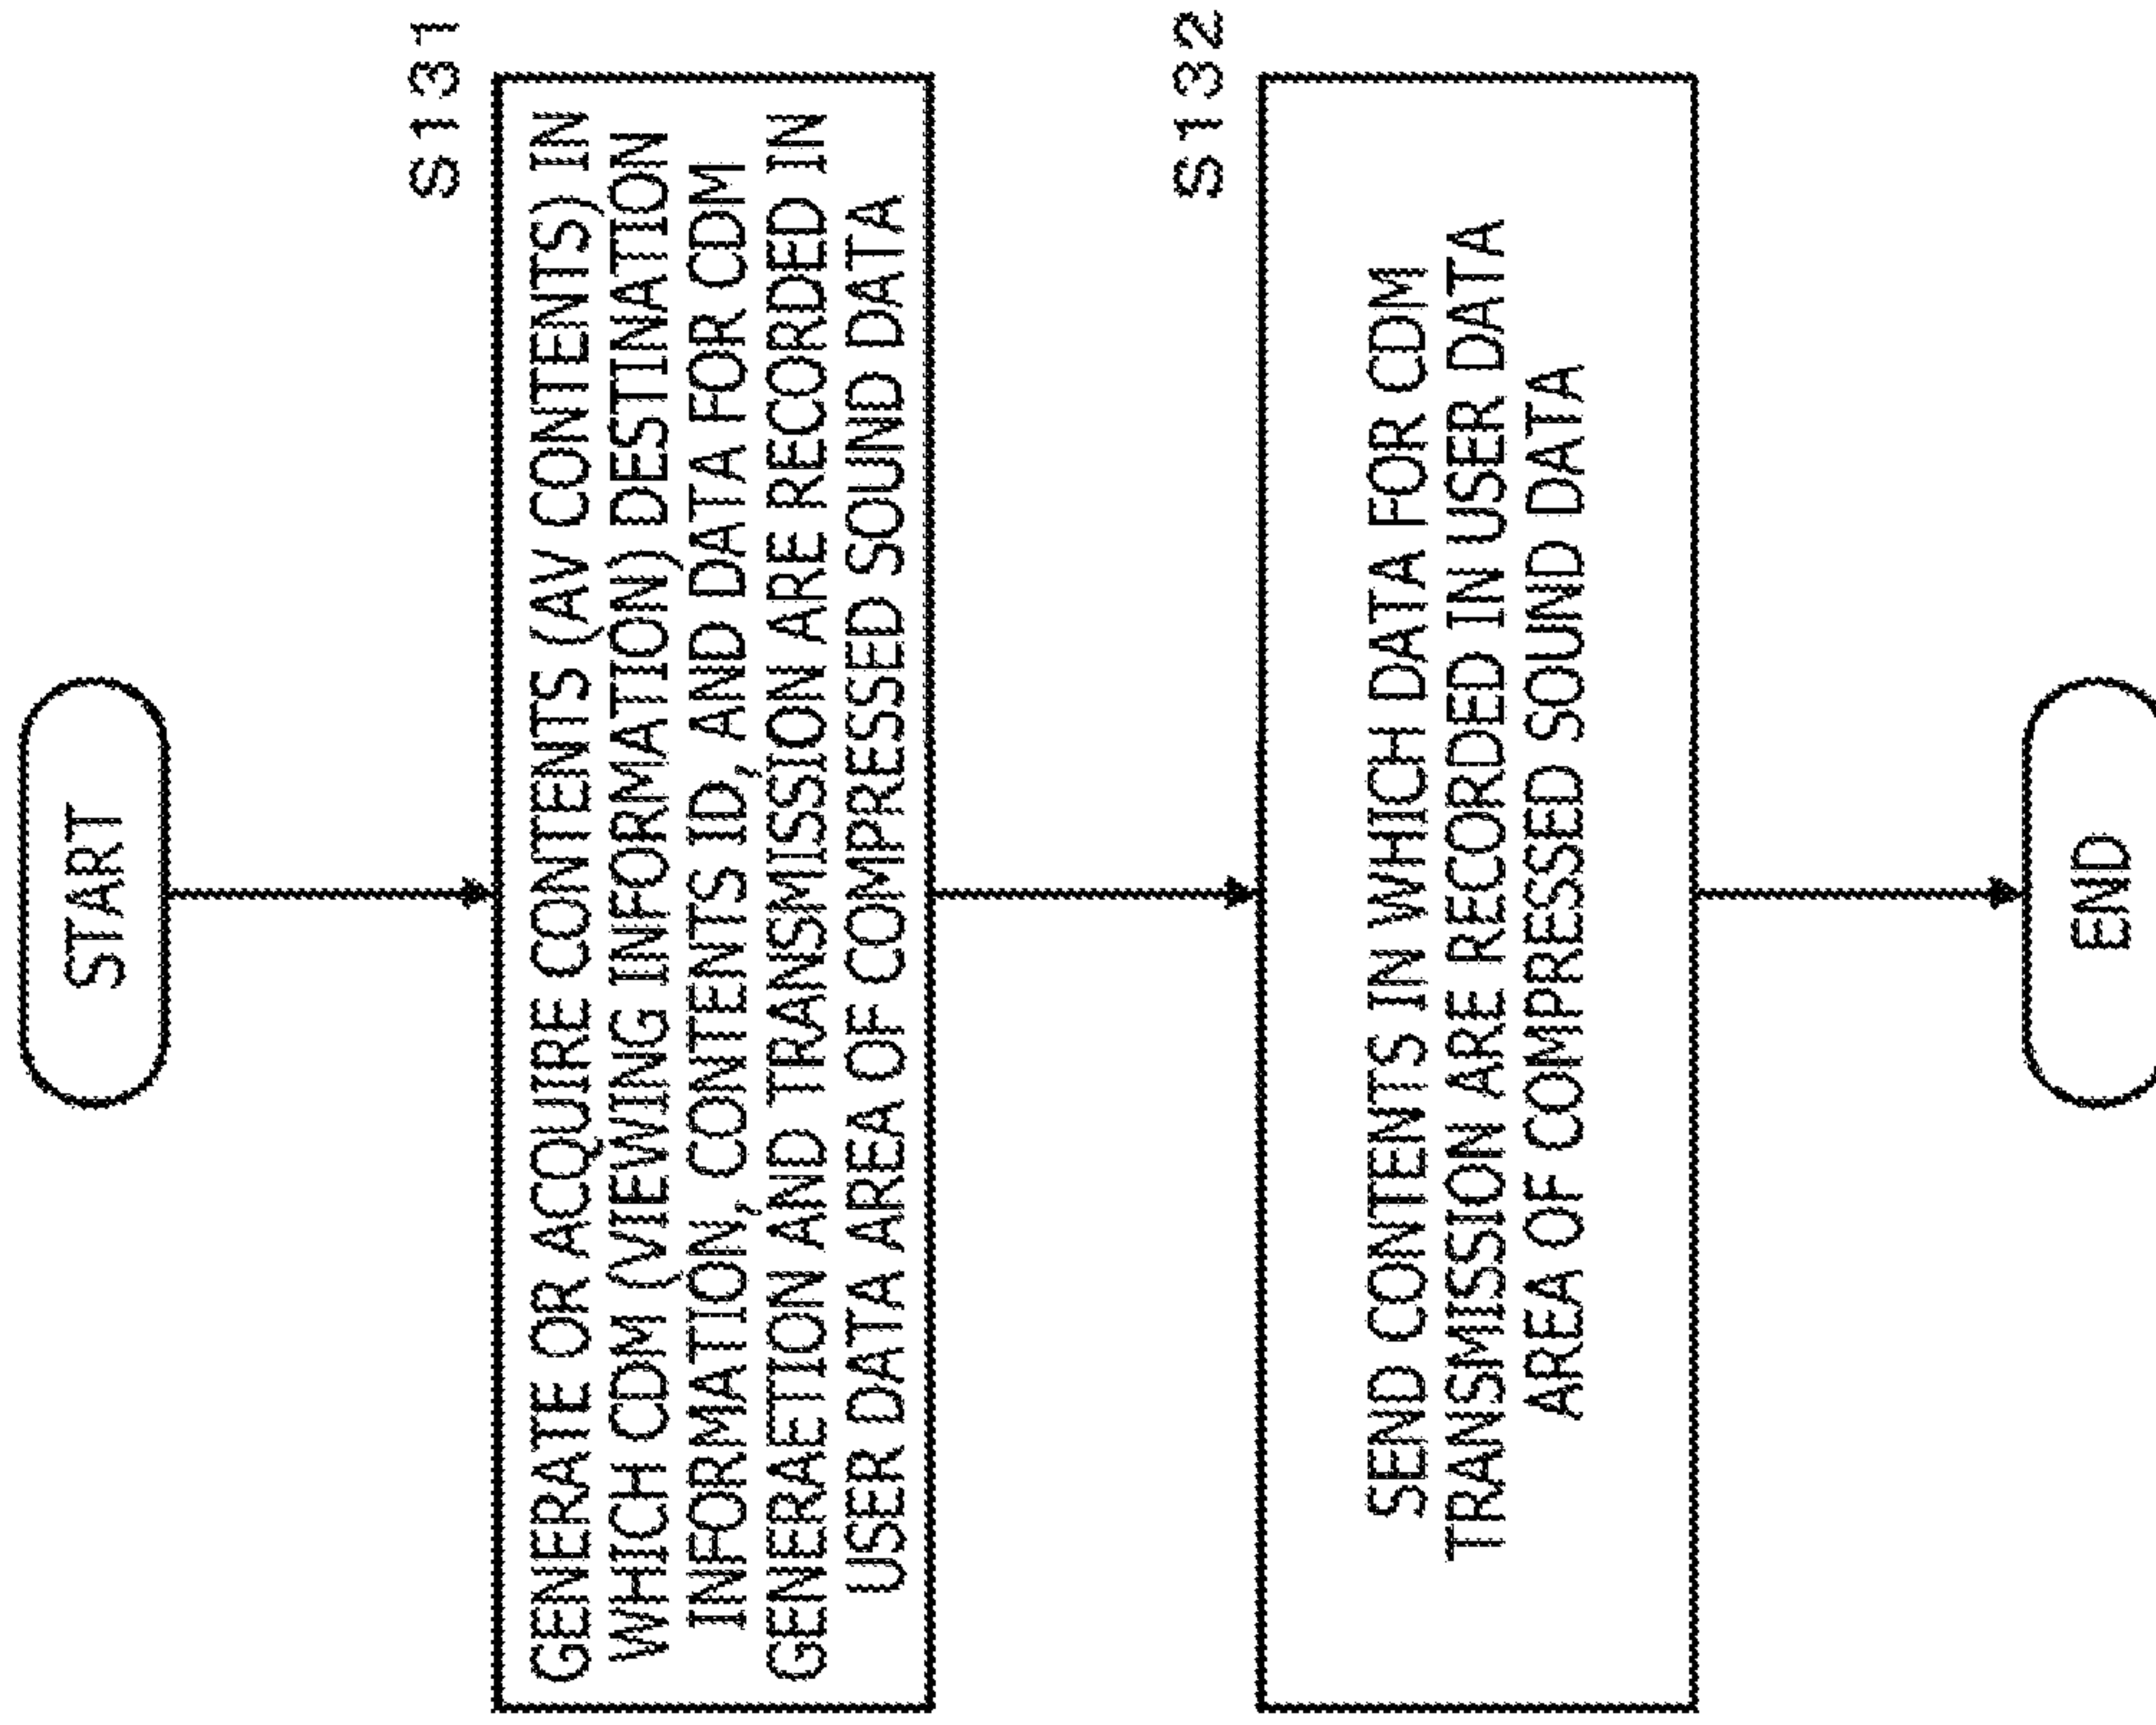 START
S131
GENERATE OR ACQUIRE CONTENTS (AV CONTENTS) IN
WHICH CDM (VIEWING INFORMATION) DESTINATION
INFORMATION, CONTENTS ID, AND DATA FOR CDM
GENERAETION AND TRANSMISSION ARE RECORDED IN
USER DATA AREA OF COMPRESSED SOUND DATA
S132
SEND CONTENTS IN WHICH DATA FOR CDM
TRANSMISSION ARE RECORDED IN USER DATA
AREA OF COMPRESSED SOUND DATA
END